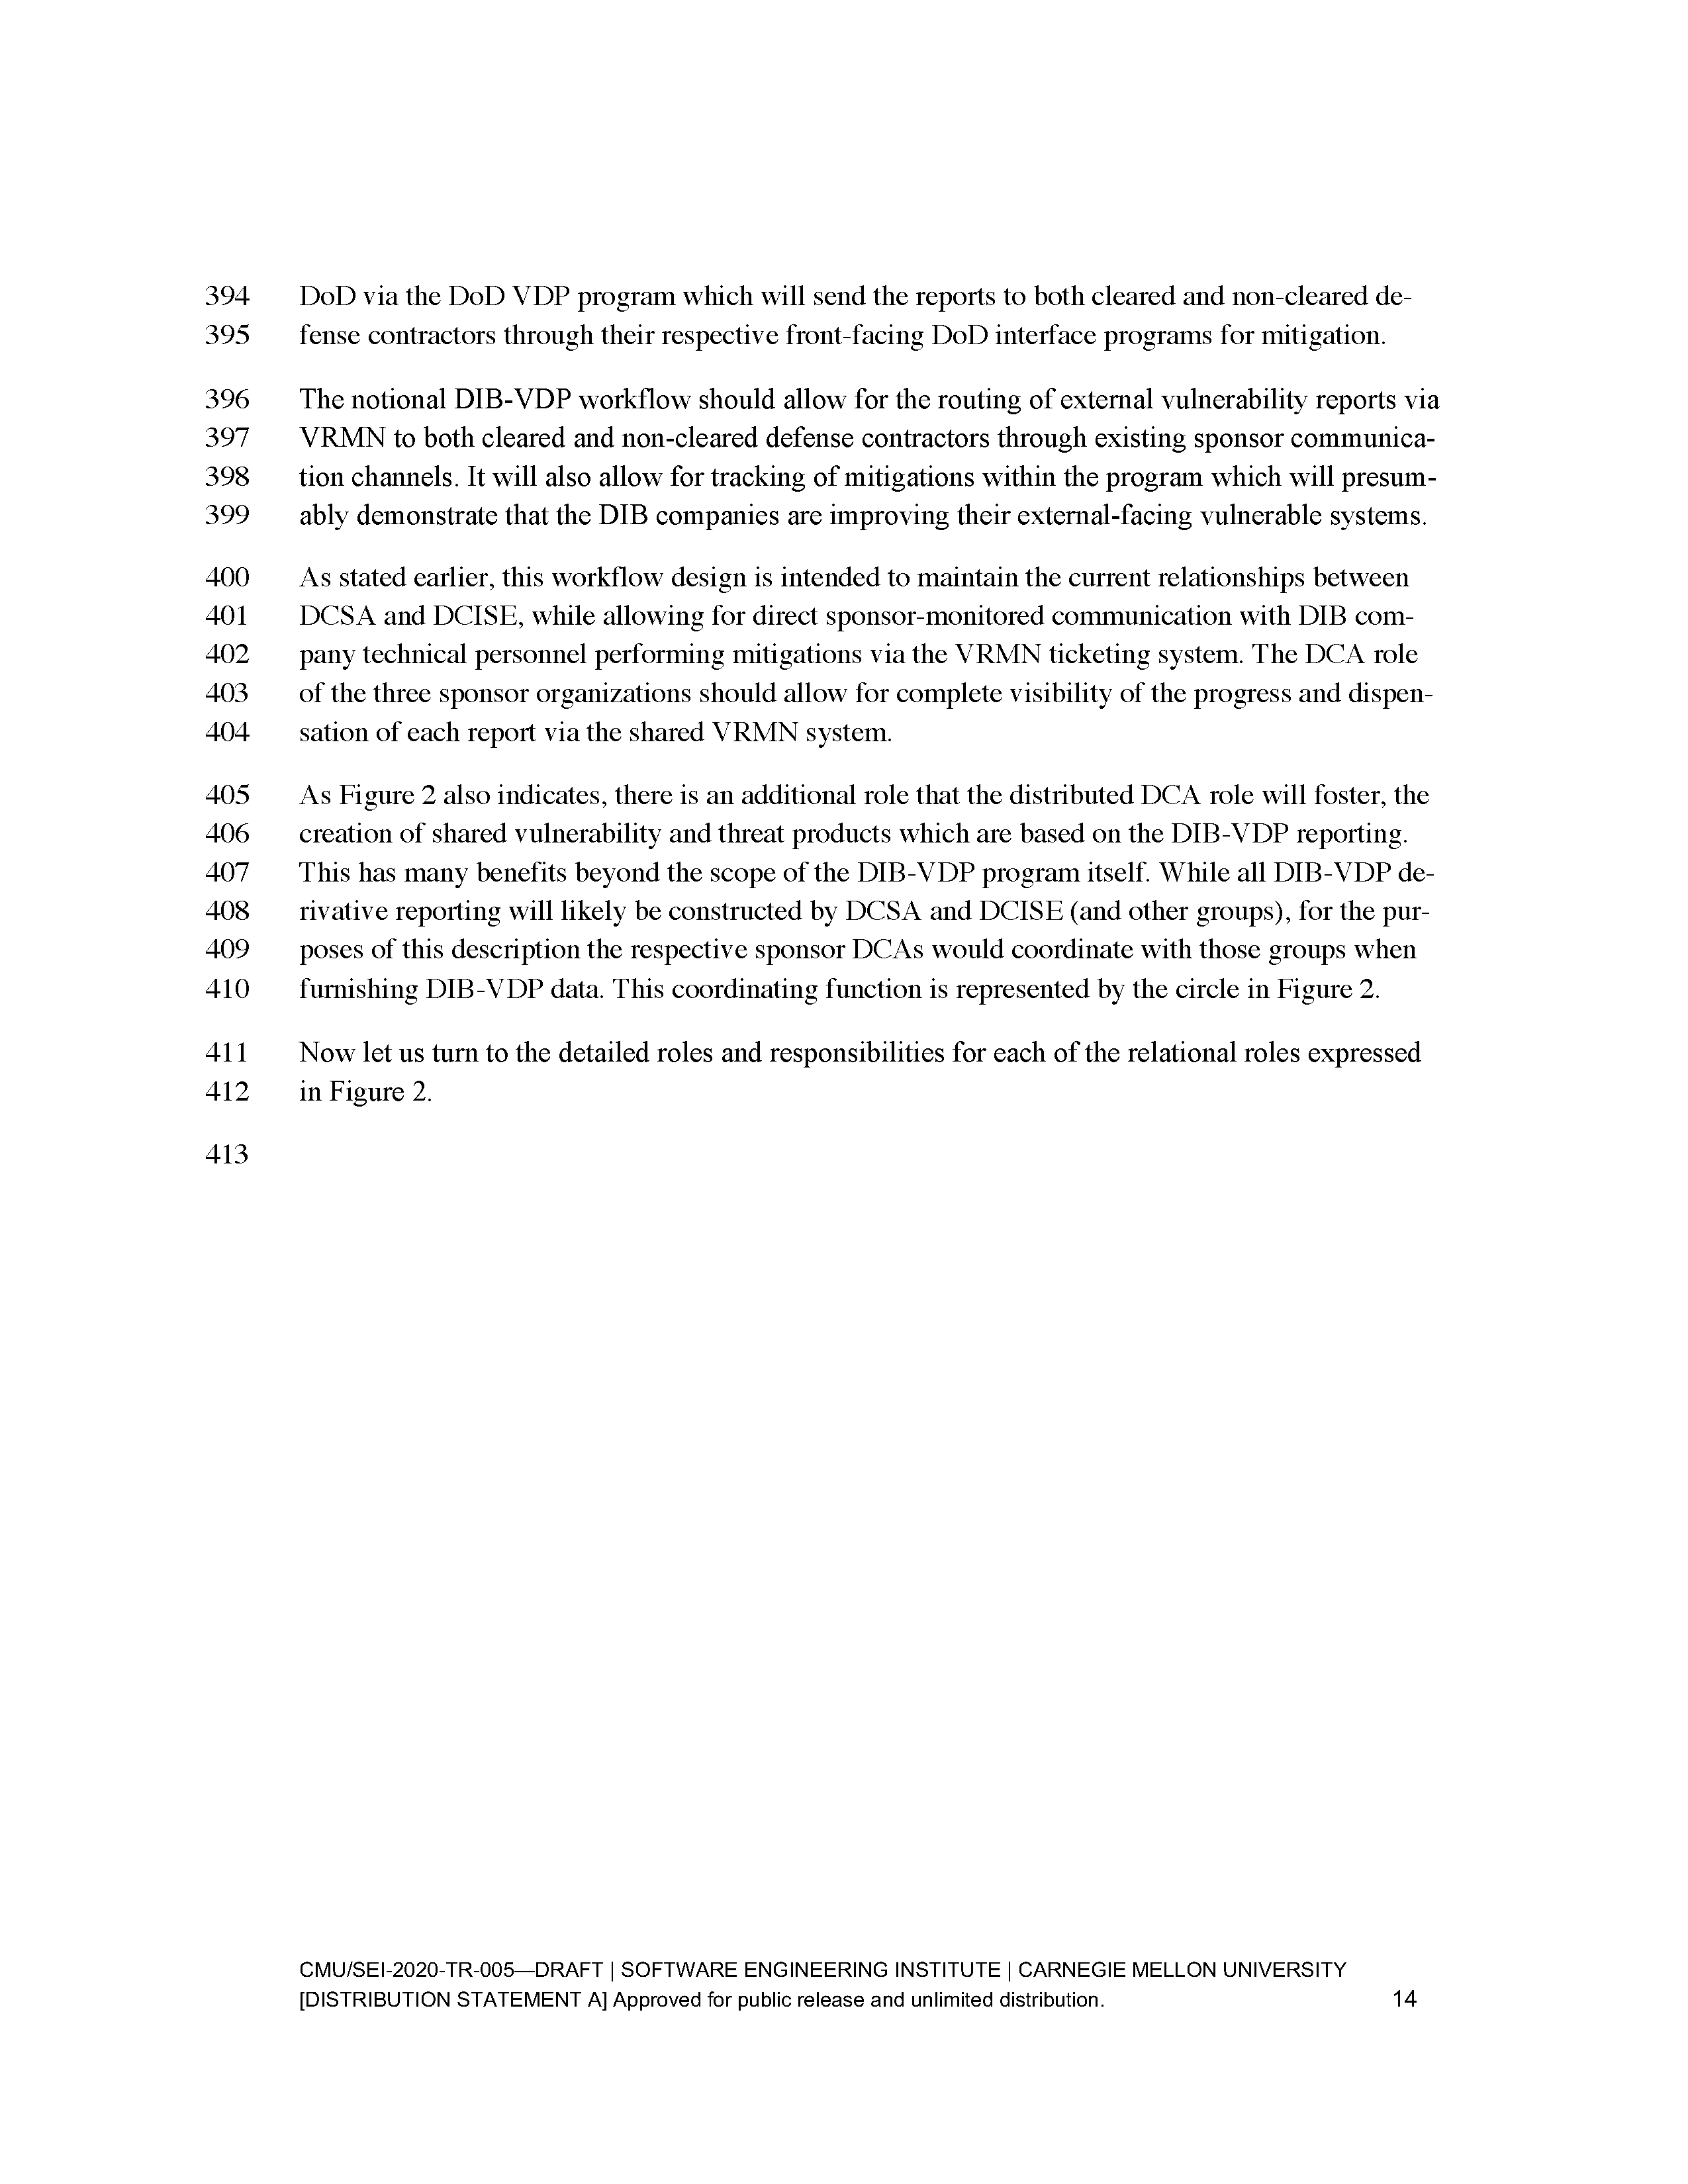 394 DoD via the DoD VDP program which will send the reports to both cleared and non-cleared de-
395 fense contractors through their respective front-facing DoD interface programs for mitigation.
396 The notional DIB-VDP workflow should allow for the routing of external vulnerability reports via
397 VRMN to both cleared and non-cleared defense contractors through existing sponsor communica-
398 tion channels. It will also allow for tracking of mitigations within the program which will presum-
399 ably demonstrate that the DIB companies are improving their external-facing vulnerable systems.
400 As stated earlier, this workflow design is intended to maintain the current relationships between
401 DCSA and DCISE, while allowing for direct sponsor-monitored communication with DIB com-
402 pany technical personnel performing mitigations via the VRMN ticketing system. The DCA role
403 of the three sponsor organizations should allow for complete visibility of the progress and dispen-
404 sation of each report via the shared VRMN system.
405 As Figure 2 also indicates, there is an additional role that the distributed DCA role will foster, the
406 creation of shared vulnerability and threat products which are based on the DIB-VDP reporting.
407 This has many benefits beyond the scope of the DIB-VDP program itself. While all DIB-VDP de-
408 rivative reporting will likely be constructed by DCSA and DCISE (and other groups), for the pur-
409 poses of this description the respective sponsor DCAs would coordinate with those groups when
410 furnishing DIB-VDP data. This coordinating function is represented by the circle in Figure 2.
411 Now let us turn to the detailed roles and responsibilities for each of the relational roles expressed
412 in Figure 2.
413
CMU/SEI-2020-TR-005—DRAFT | SOFTWARE ENGINEERING INSTITUTE | CARNEGIE MELLON UNIVERSITY
[DISTRIBUTION STATEMENT A] Approved for public release and unlimited distribution. 14